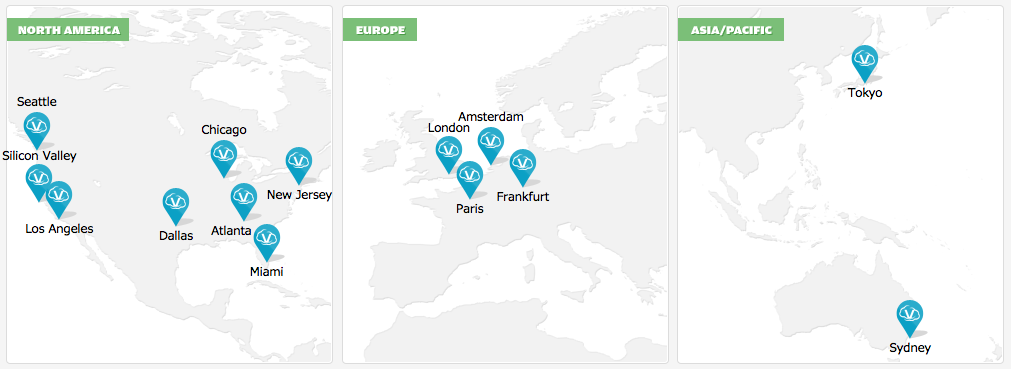 NORTH AMERICA
Seattle
Chicago
Silicon Valley
New Jersey
Los Angeles
Dallas
Atlanta
Miami
EUROPE
Amsterdam
London
Frankfurt
Paris
ASIA/PACIFIC
Tokyo
Sydney